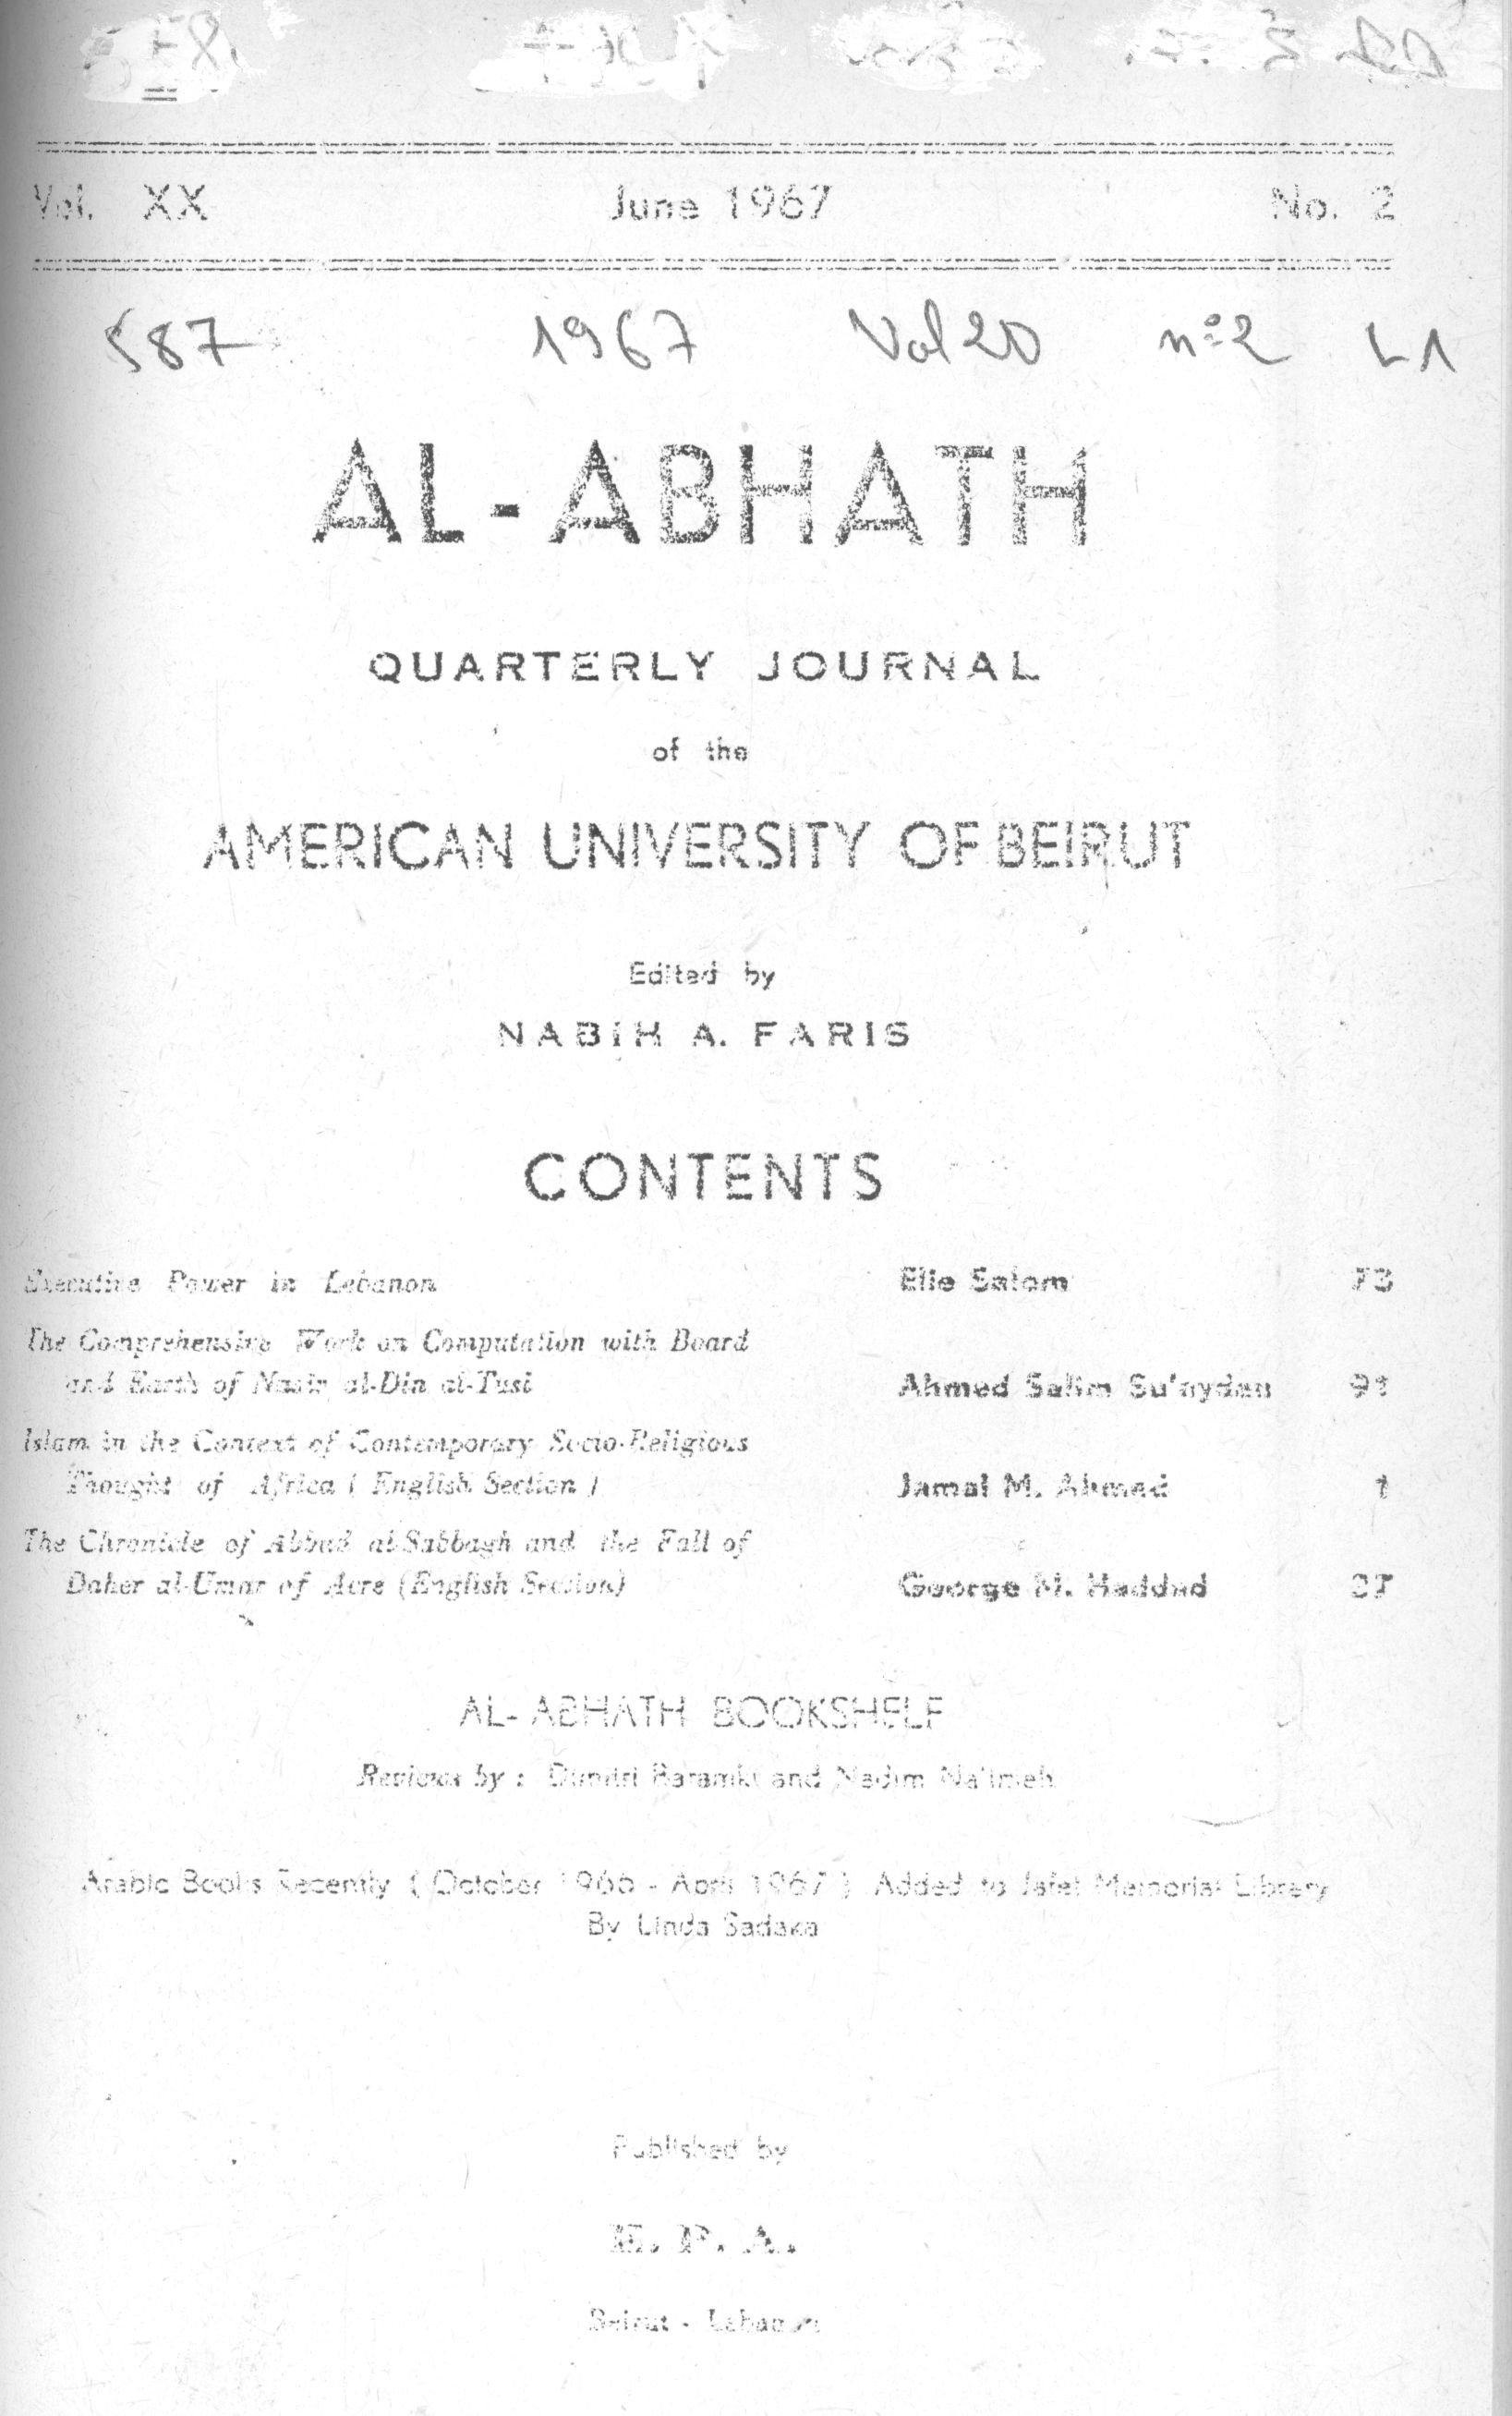 Vol. XX June 1967 No. 2
587 1967 Vol 20 n°2 L1
AL-ABHATH
QUARTERLY JOURNAL
of the
AMERICAN UNIVERSITY OF BEIRUT
Edited by
NABIH A. FARIS
CONTENTS
Executive Power in Lebanon Elie Salem 73
The Comprehensive Work on Computation with Board
and Earth of Nasir al-Din al-Tusi Ahmed Salim Su'aydan 91
Islam in the Context of Contemporary Socio-Religious
Thought of Africa ( English Section ) Jamal M. Ahmed 1
The Chronicle of Abbud al-Sabbagh and the Fall of
Daher al-Umar of Acre (English Section) George M. Haddad
AL-ABHATH BOOKSHELF
Reviews by : Dimitri Baramki and Nadim Na'imeh
Arabic Books Recently ( October 1966 - April 1967 ) Added to Jafet Memorial Library
By Linda Sadaka
Published by
E. P. A.
Beirut - Lebanon